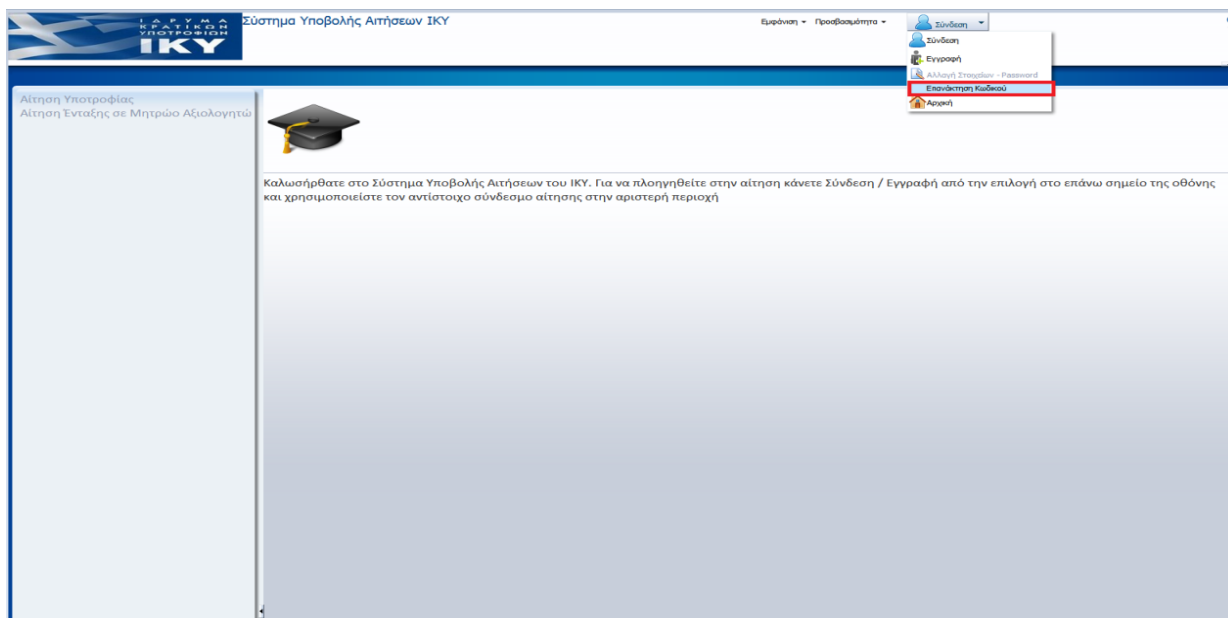 ΙΔΡΥΜΑ
ΚΡΑΤΙΚΩΝ
ΥΠΟΤΡΟΦΙΩΝ
ΙΚΥ
Σύστημα Υποβολής Αιτήσεων ΙΚΥ
Εμφάνιση
Προσβασιμότητα
Σύνδεση
Σύνδεση
Εγγραφή
Αλλαγή Στοιχείων - Password
Επανάκτηση Κωδικού
Αρχική
Αίτηση Υποτροφίας
Αίτηση Ένταξης σε Μητρώο Αξιολογητώ
Καλωσήρθατε στο Σύστημα Υποβολής Αιτήσεων του ΙΚΥ. Για να πλοηγηθείτε στην αίτηση κάνετε Σύνδεση / Εγγραφή από την επιλογή στο επάνω σημείο της οθόνης
και χρησιμοποιείστε τον αντίστοιχο σύνδεσμο αίτησης στην αριστερή περιοχή